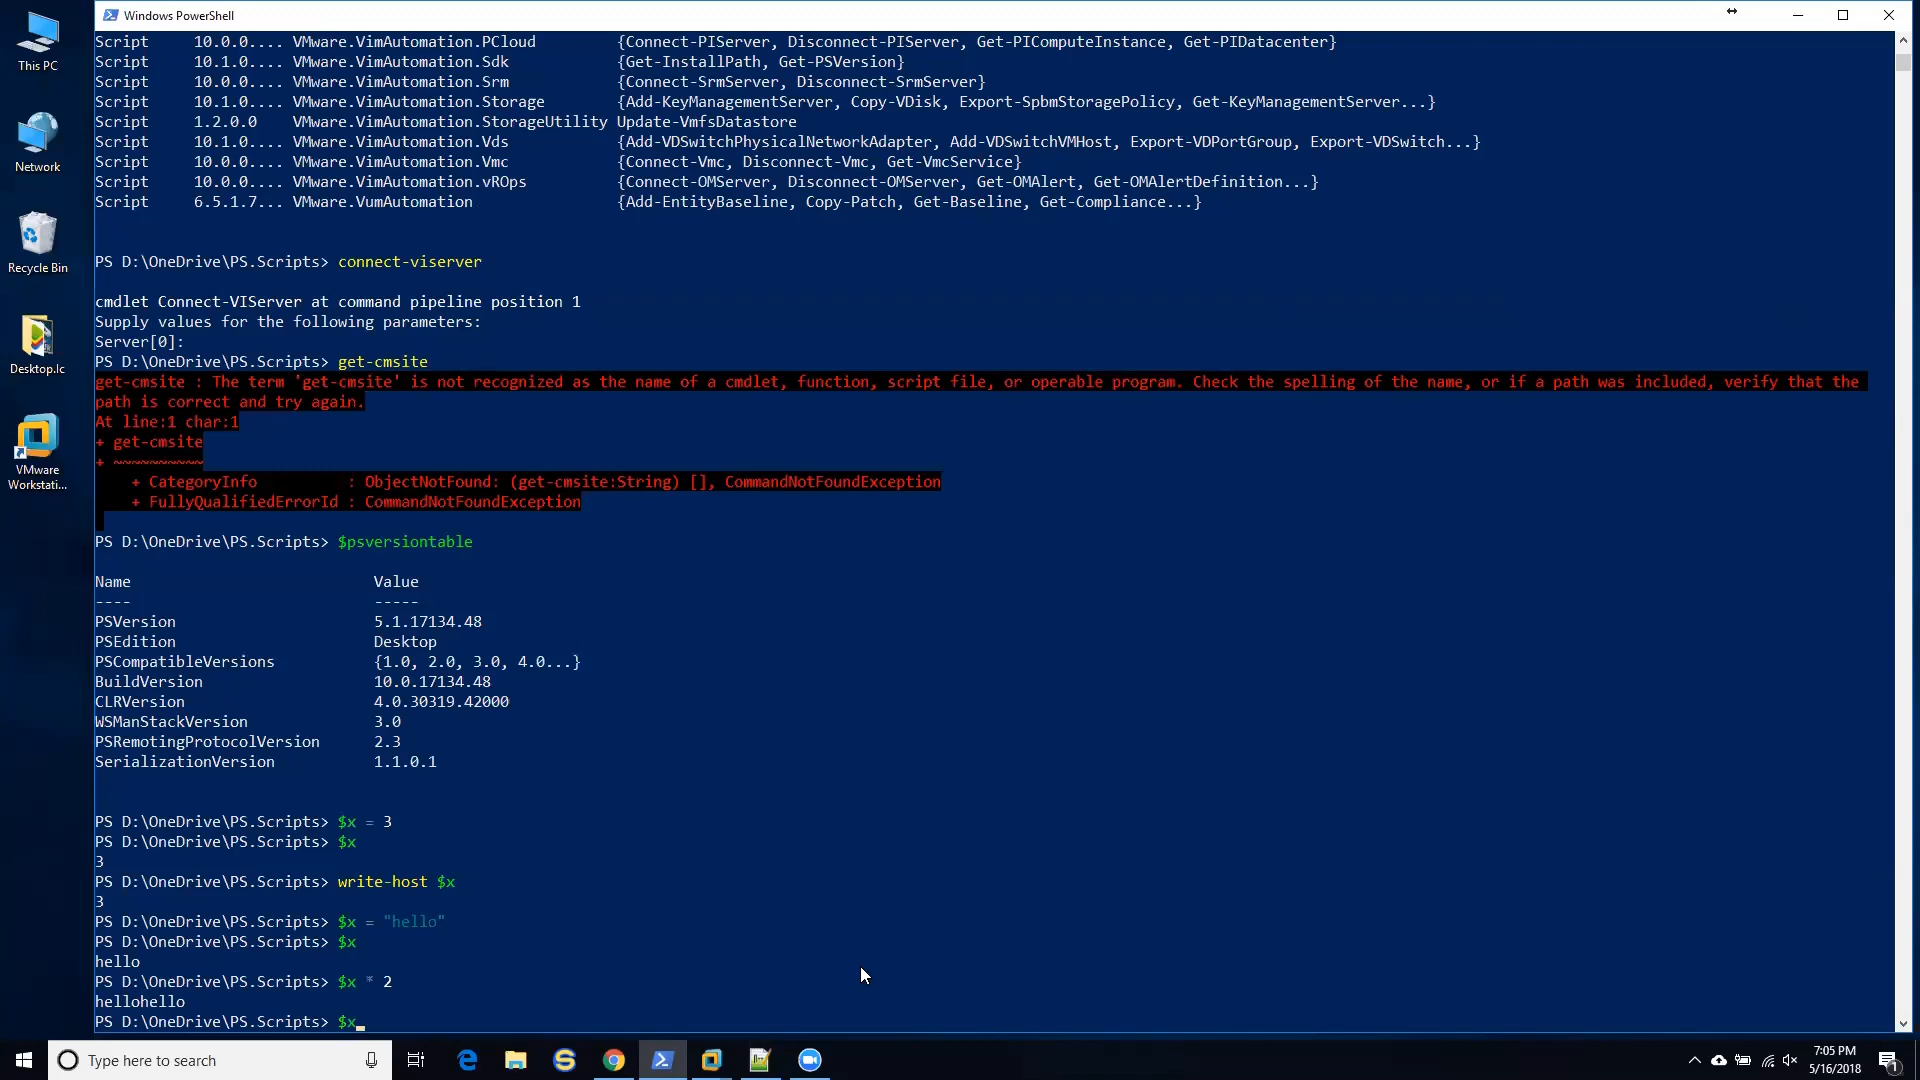 Windows PowerShell
This PC
Network
Recycle Bin
Desktop.lc
VMware
Workstati...
Script     10.0.0.... VMware.VimAutomation.PCloud         {Connect-PIServer, Disconnect-PIServer, Get-PIComputeInstance, Get-PIDatacenter}
Script     10.1.0.... VMware.VimAutomation.Sdk            {Get-InstallPath, Get-PSVersion}
Script     10.0.0.... VMware.VimAutomation.Srm            {Connect-SrmServer, Disconnect-SrmServer}
Script     10.1.0.... VMware.VimAutomation.Storage        {Add-KeyManagementServer, Copy-VDisk, Export-SpbmStoragePolicy, Get-KeyManagementServer...}
Script     1.2.0.0    VMware.VimAutomation.StorageUtility Update-VmfsDatastore
Script     10.1.0.... VMware.VimAutomation.Vds            {Add-VDSwitchPhysicalNetworkAdapter, Add-VDSwitchVMHost, Export-VDPortGroup, Export-VDSwitch...}
Script     10.0.0.... VMware.VimAutomation.Vmc            {Connect-Vmc, Disconnect-Vmc, Get-VmcService}
Script     10.0.0.... VMware.VimAutomation.vROps          {Connect-OMServer, Disconnect-OMServer, Get-OMAlert, Get-OMAlertDefinition...}
Script     6.5.1.7... VMware.VumAutomation                {Add-EntityBaseline, Copy-Patch, Get-Baseline, Get-Compliance...}
PS D:\OneDrive\PS.Scripts> connect-viserver
cmdlet Connect-VIServer at command pipeline position 1
Supply values for the following parameters:
Server[0]:
PS D:\OneDrive\PS.Scripts> get-cmsite
get-cmsite : The term 'get-cmsite' is not recognized as the name of a cmdlet, function, script file, or operable program. Check the spelling of the name, or if a path was included, verify that the
path is correct and try again.
At line:1 char:1
+ get-cmsite
+ ~~~~~~~~~~
    + CategoryInfo          : ObjectNotFound: (get-cmsite:String) [], CommandNotFoundException
    + FullyQualifiedErrorId : CommandNotFoundException
PS D:\OneDrive\PS.Scripts> $psversiontable
Name                           Value
----                           -----
PSVersion                      5.1.17134.48
PSEdition                      Desktop
PSCompatibleVersions           {1.0, 2.0, 3.0, 4.0...}
BuildVersion                   10.0.17134.48
CLRVersion                     4.0.30319.42000
WSManStackVersion              3.0
PSRemotingProtocolVersion      2.3
SerializationVersion           1.1.0.1
PS D:\OneDrive\PS.Scripts> $x = 3
PS D:\OneDrive\PS.Scripts> $x
3
PS D:\OneDrive\PS.Scripts> write-host $x
3
PS D:\OneDrive\PS.Scripts> $x = "hello"
PS D:\OneDrive\PS.Scripts> $x
hello
PS D:\OneDrive\PS.Scripts> $x * 2
hellohello
PS D:\OneDrive\PS.Scripts> $x
Type here to search
7:05 PM
5/16/2018
1